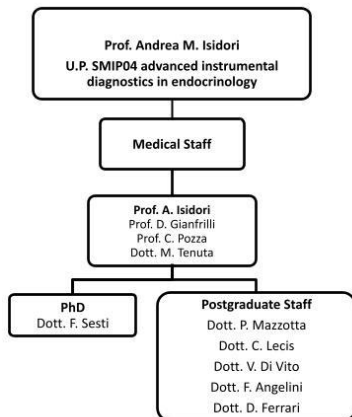 Prof. Andrea M. Isidori
U.P. SMIP04 advanced instrumental
diagnostics in endocrinology
Medical Staff
Prof. A. Isidori
Prof. D. Gianfrilli
Prof. C. Pozza
Dott. M. Tenuta
PhD
Dott. F. Sesti
Postgraduate Staff
Dott. P. Mazzotta
Dott. C. Lecis
Dott. V. Di Vito
Dott. F. Angelini
Dott. D. Ferrari